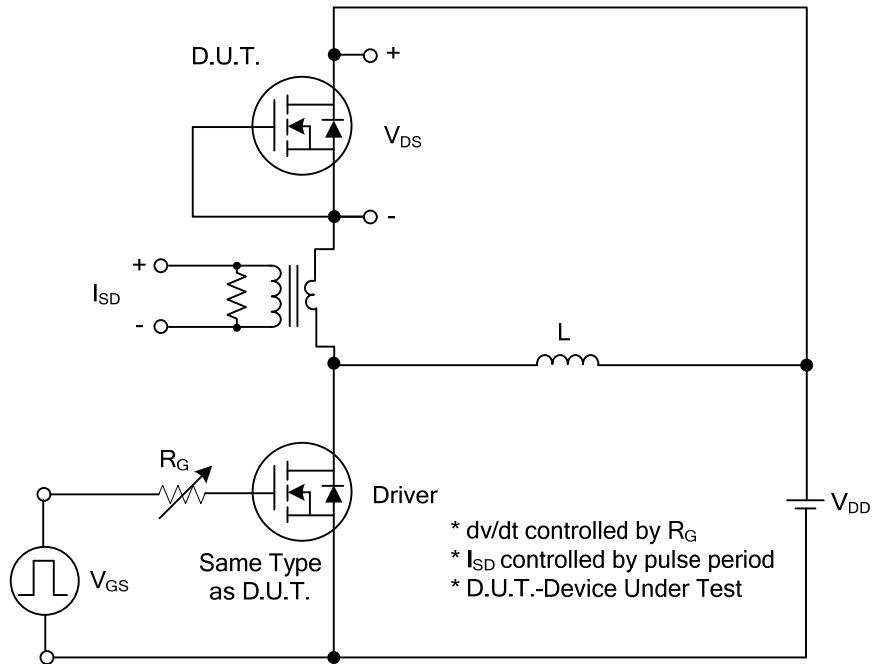 D.U.T.
+
V_DS
-
+
I_SD
-
L
R_G
Driver
V_DD
V_GS
Same Type
as D.U.T.
* dv/dt controlled by R_G
* I_SD controlled by pulse period
* D.U.T.-Device Under Test